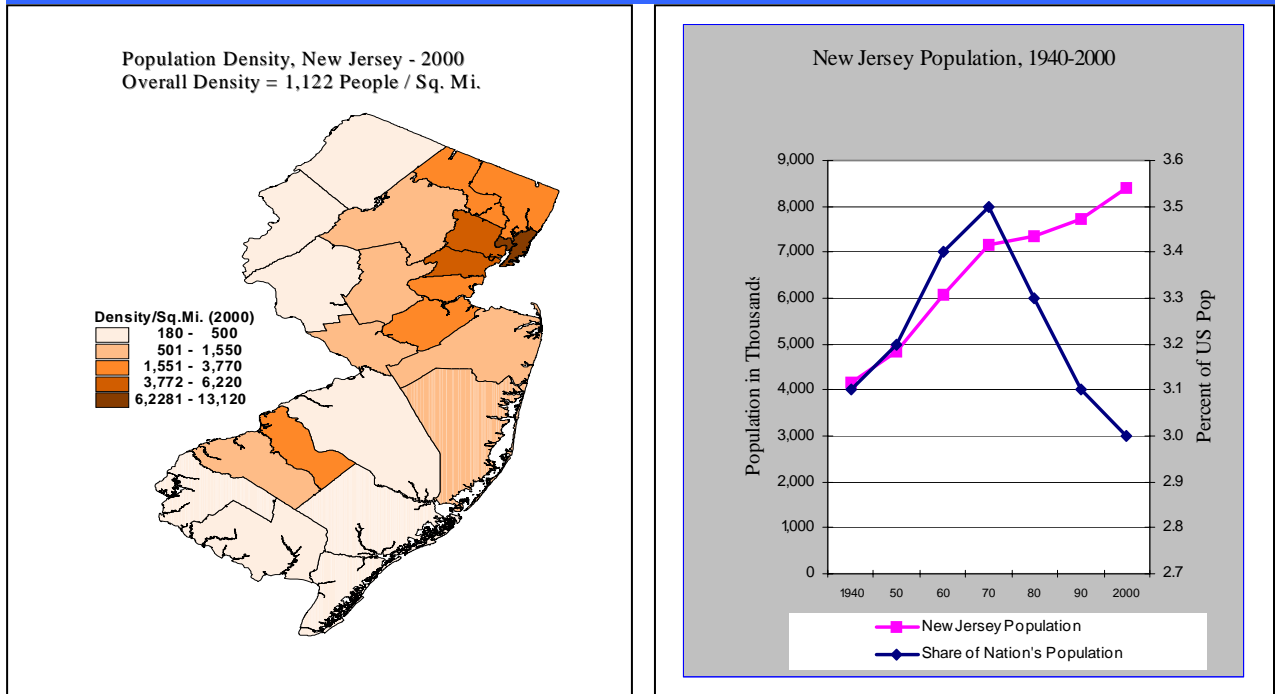 Population Density, New Jersey - 2000
Overall Density = 1,122 People / Sq. Mi.
Density/Sq.Mi. (2000)
180 - 500
501 - 1,550
1,551 - 3,770
3,772 - 6,220
6,2281 - 13,120
New Jersey Population, 1940-2000
Population in Thousands
9,000
8,000
7,000
6,000
5,000
4,000
3,000
2,000
1,000
0
3.6
3.5
3.4
3.3
3.2
3.1
3.0
2.9
2.8
2.7
Percent of US Pop
1940 50 60 70 80 90 2000
New Jersey Population
Share of Nation's Population